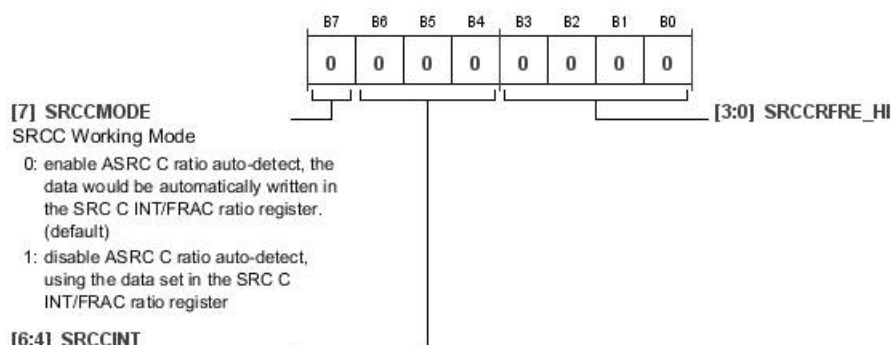 B7 B6 B5 B4 B3 B2 B1 B0
0 0 0 0 0 0 0 0
[7] SRCCMODE
[3:0] SRCCRFRE_HI
SRCC Working Mode
0: enable ASRC C ratio auto-detect, the
data would be automatically written in
the SRC C INT/FRAC ratio register.
(default)
1: disable ASRC C ratio auto-detect,
using the data set in the SRC C
INT/FRAC ratio register
[6:4] SRCCINT